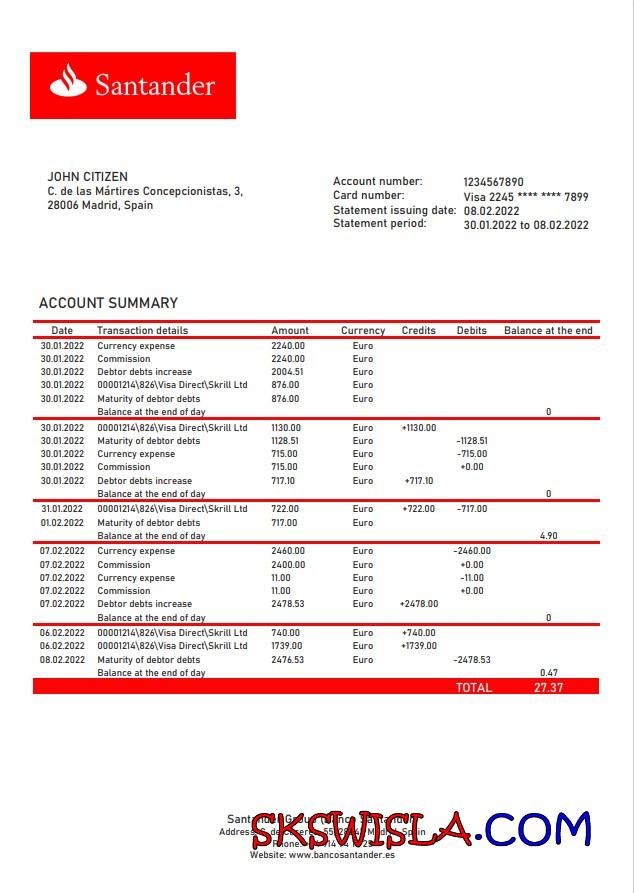 Santander
JOHN CITIZEN
C. de las Mártires Concepcionistas, 3,
28006 Madrid, Spain
Account number: 1234567890
Card number: Visa 2245 **** **** 7899
Statement issuing date: 08.02.2022
Statement period: 30.01.2022 to 08.02.2022
ACCOUNT SUMMARY
Date Transaction details Amount Currency Credits Debits Balance at the end
30.01.2022 Currency expense 2240.00 Euro
30.01.2022 Commission 2240.00 Euro
30.01.2022 Debtor debts increase 2004.51 Euro
30.01.2022 00001214\826\Visa Direct\Skrill Ltd 876.00 Euro
30.01.2022 Maturity of debtor debts 876.00 Euro
Balance at the end of day 0
30.01.2022 00001214\826\Visa Direct\Skrill Ltd 1130.00 Euro +1130.00
30.01.2022 Maturity of debtor debts 1128.51 Euro -1128.51
30.01.2022 Currency expense 715.00 Euro -715.00
30.01.2022 Commission 715.00 Euro +0.00
30.01.2022 Debtor debts increase 717.10 Euro +717.10
Balance at the end of day 0
31.01.2022 00001214\826\Visa Direct\Skrill Ltd 722.00 Euro +722.00 -717.00
01.02.2022 Maturity of debtor debts 717.00 Euro
Balance at the end of day 4.90
07.02.2022 Currency expense 2460.00 Euro -2460.00
07.02.2022 Commission 2400.00 Euro +0.00
07.02.2022 Currency expense 11.00 Euro -11.00
07.02.2022 Commission 11.00 Euro +0.00
07.02.2022 Debtor debts increase 2478.53 Euro +2478.00
Balance at the end of day 0
06.02.2022 00001214\826\Visa Direct\Skrill Ltd 740.00 Euro +740.00
06.02.2022 00001214\826\Visa Direct\Skrill Ltd 1739.00 Euro +1739.00
08.02.2022 Maturity of debtor debts 2476.53 Euro -2478.53
Balance at the end of day 0.47
TOTAL 27.37
Santander Group
SKSWISLA.COM
Address: Spain
Phone:
Website: www.bancosantander.es